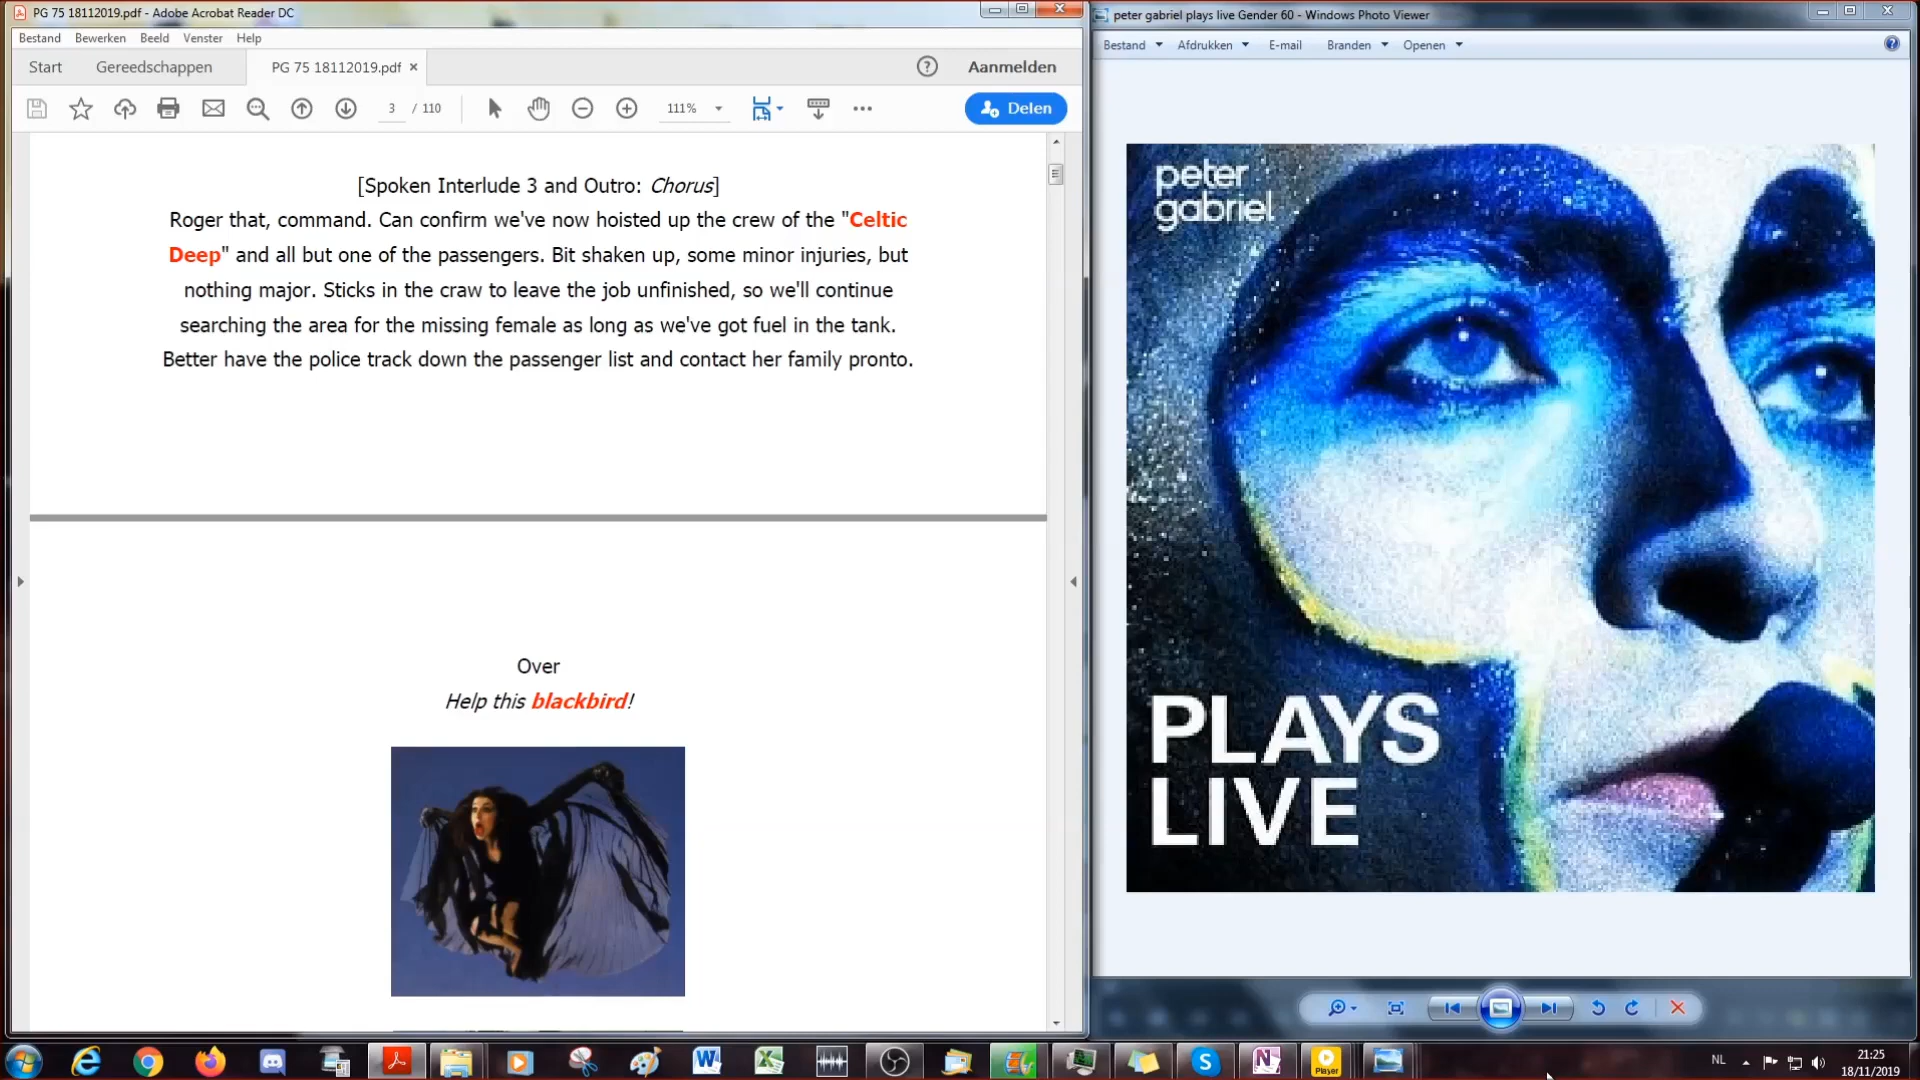 PG 75 18112019.pdf - Adobe Acrobat Reader DC
Bestand Bewerken Beeld Venster Help
Start Gereedschappen PG 75 18112019.pdf × Aanmelden
3 / 110 111% Delen
[Spoken Interlude 3 and Outro: Chorus]
Roger that, command. Can confirm we've now hoisted up the crew of the "Celtic
Deep" and all but one of the passengers. Bit shaken up, some minor injuries, but
nothing major. Sticks in the craw to leave the job unfinished, so we'll continue
searching the area for the missing female as long as we've got fuel in the tank.
Better have the police track down the passenger list and contact her family pronto.
Over
Help this blackbird!
peter gabriel plays live Gender 60 - Windows Photo Viewer
Bestand Afdrukken E-mail Branden Openen
peter
gabriel
PLAYS
LIVE
Player
NL
21:25
18/11/2019